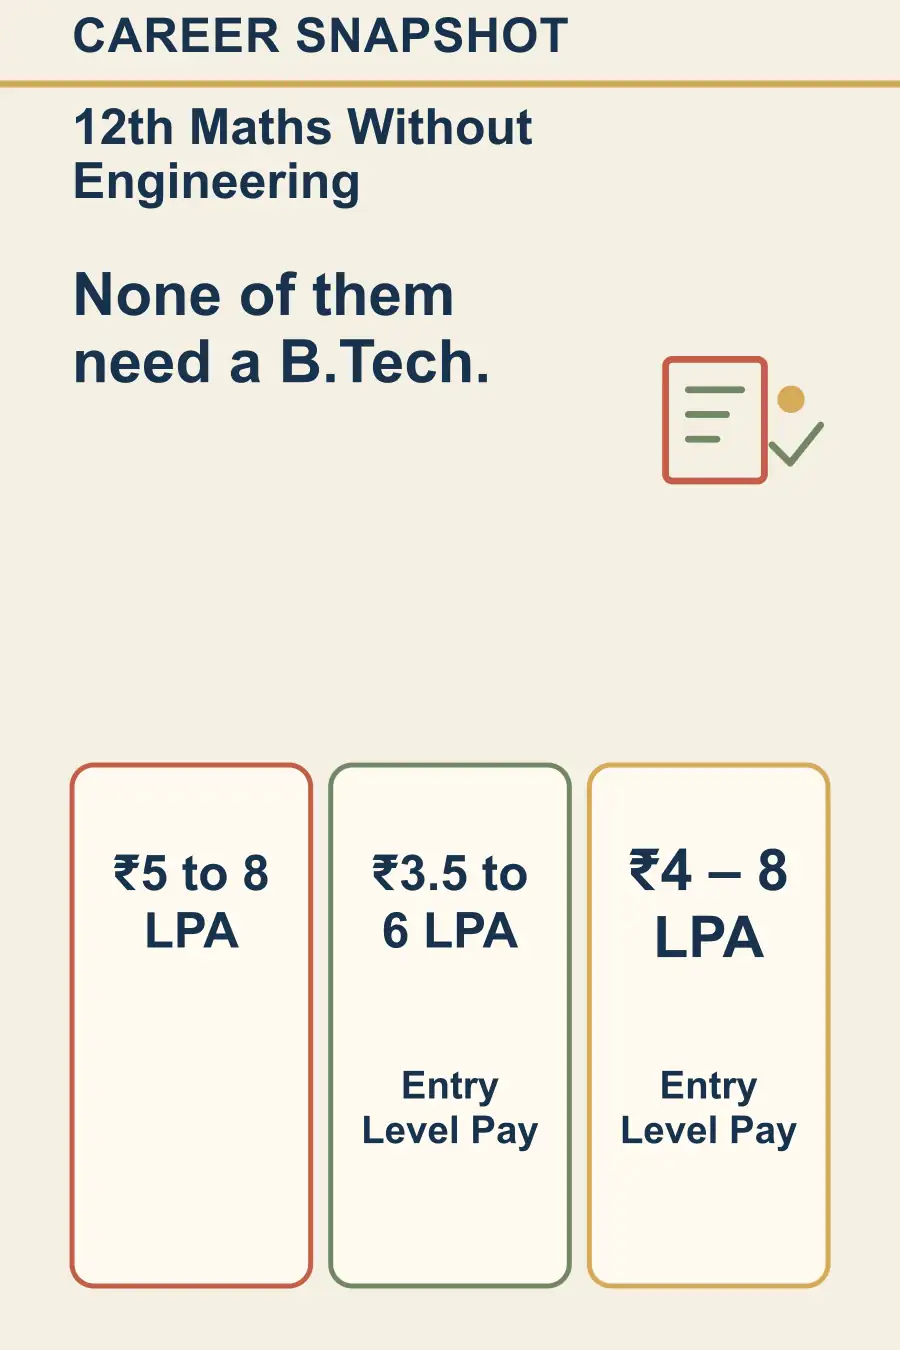 CAREER SNAPSHOT
12th Maths Without
Engineering
None of them
need a B.Tech.
₹5 to 8
LPA
₹3.5 to
6 LPA
Entry
Level Pay
₹4 – 8
LPA
Entry
Level Pay